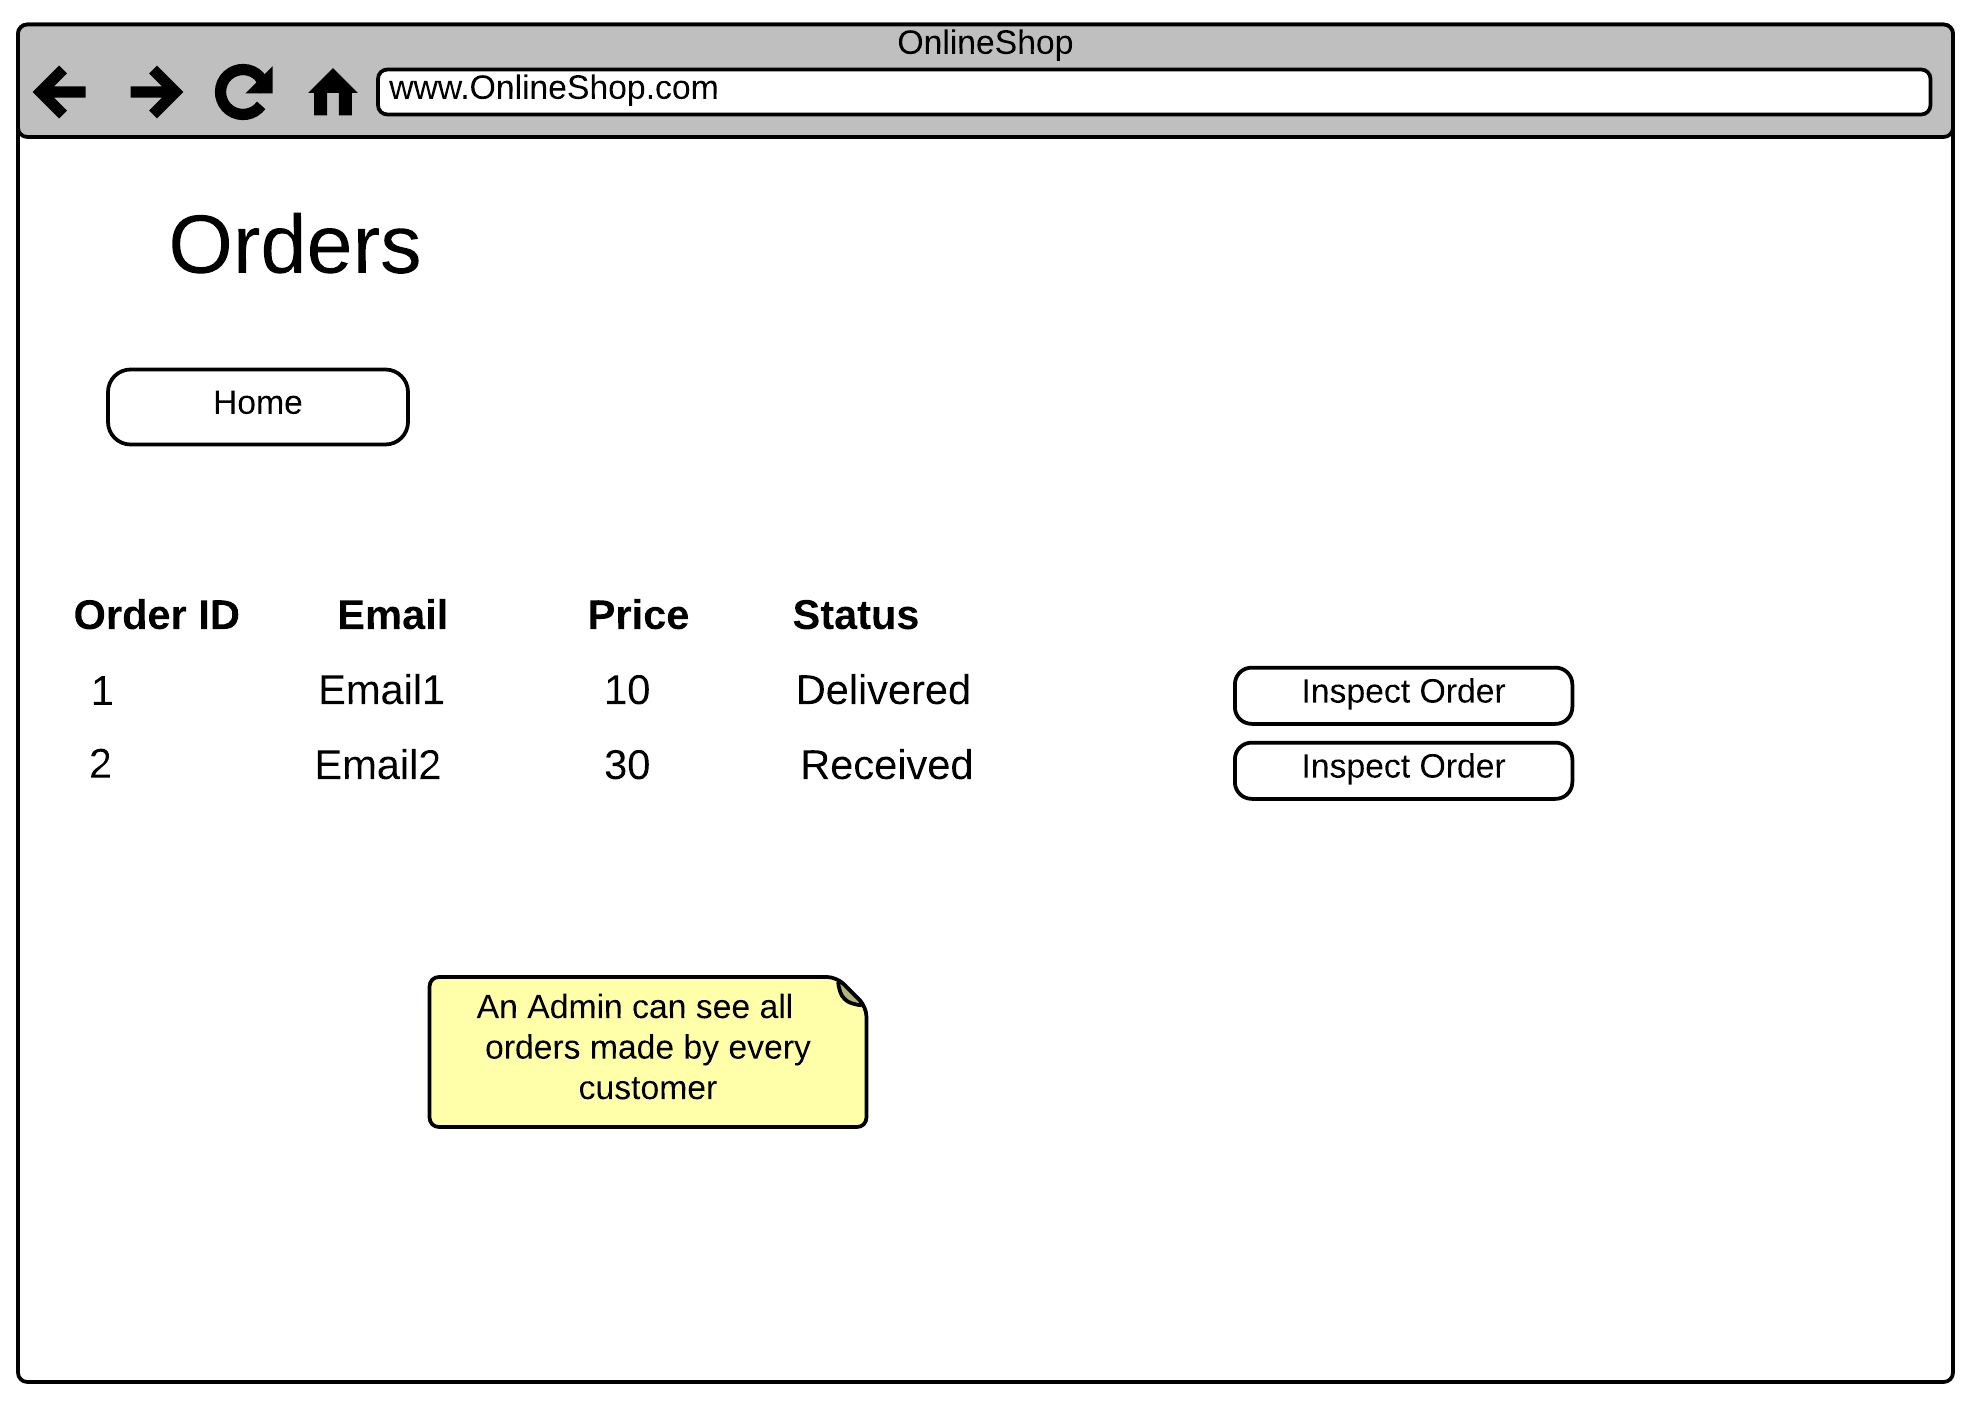 OnlineShop
www.OnlineShop.com
Orders
Home
Order ID Email Price Status
1 Email1 10 Delivered Inspect Order
2 Email2 30 Received Inspect Order
An Admin can see all
orders made by every
customer